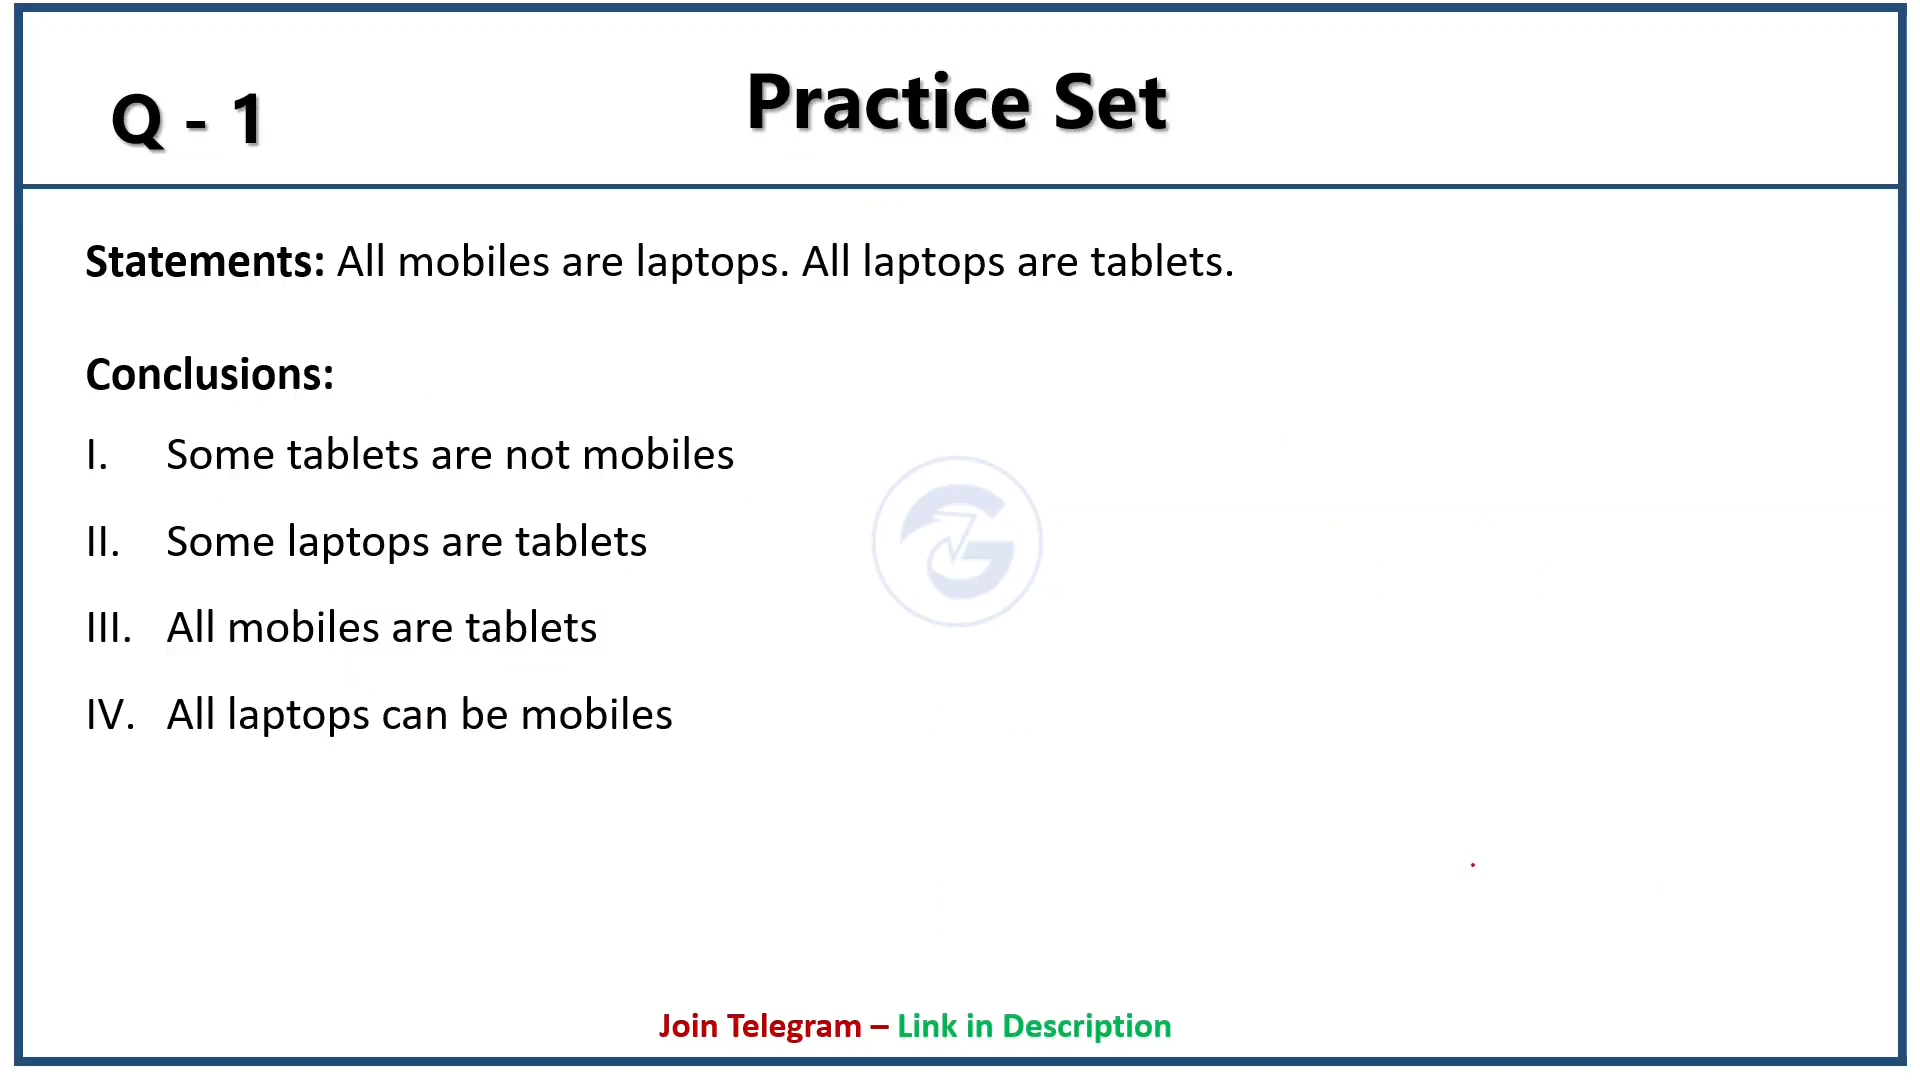 Q - 1
Practice Set
Statements: All mobiles are laptops. All laptops are tablets.
Conclusions:
I. Some tablets are not mobiles
II. Some laptops are tablets
III. All mobiles are tablets
IV. All laptops can be mobiles
Join Telegram – Link in Description